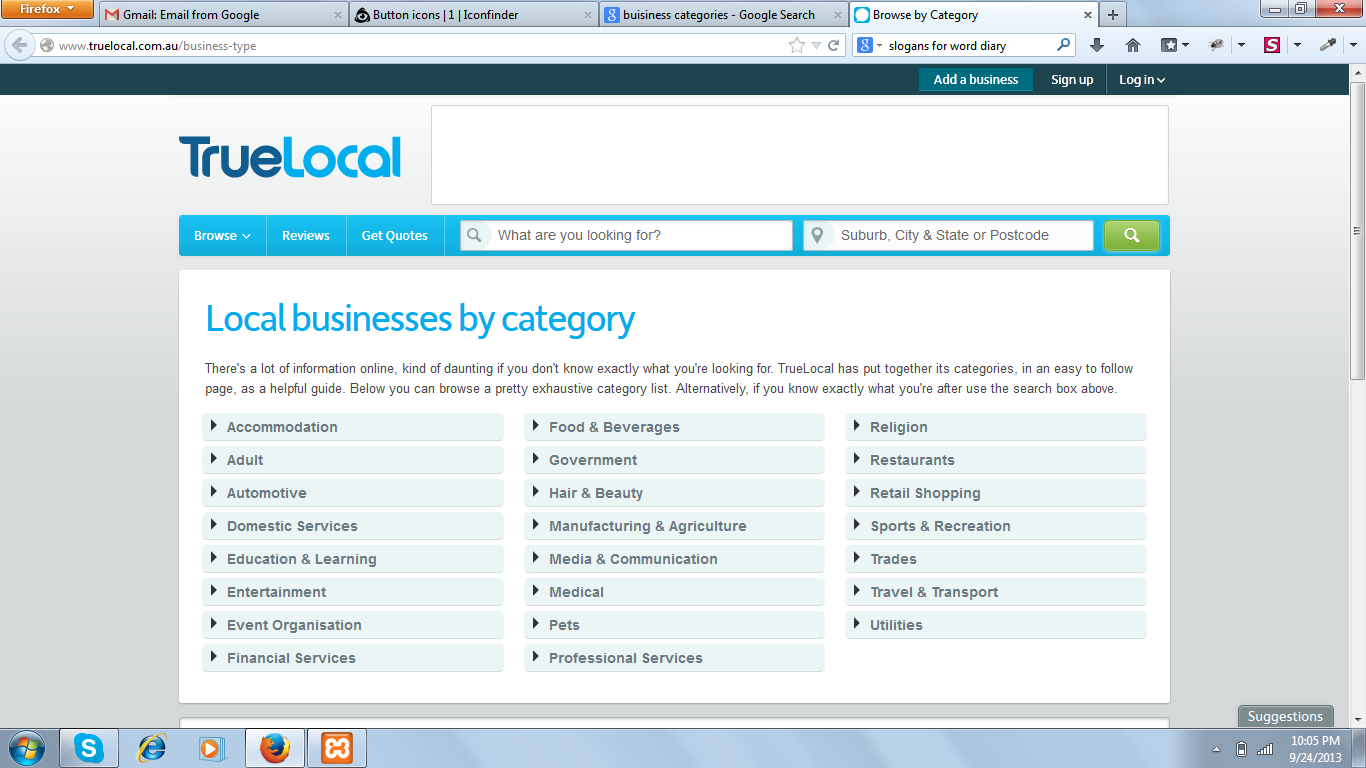 Firefox
Gmail: Email from Google
Button icons | 1 | Iconfinder
buisiness categories - Google Search
Browse by Category
www.truelocal.com.au/business-type
slogans for word diary
Add a business
Sign up
Log in
TrueLocal
Browse
Reviews
Get Quotes
What are you looking for?
Suburb, City & State or Postcode
Local businesses by category
There's a lot of information online, kind of daunting if you don't know exactly what you're looking for. TrueLocal has put together its categories, in an easy to follow
page, as a helpful guide. Below you can browse a pretty exhaustive category list. Alternatively, if you know exactly what you're after use the search box above.
Accommodation
Adult
Automotive
Domestic Services
Education & Learning
Entertainment
Event Organisation
Financial Services
Food & Beverages
Government
Hair & Beauty
Manufacturing & Agriculture
Media & Communication
Medical
Pets
Professional Services
Religion
Restaurants
Retail Shopping
Sports & Recreation
Trades
Travel & Transport
Utilities
Suggestions
10:05 PM
9/24/2013